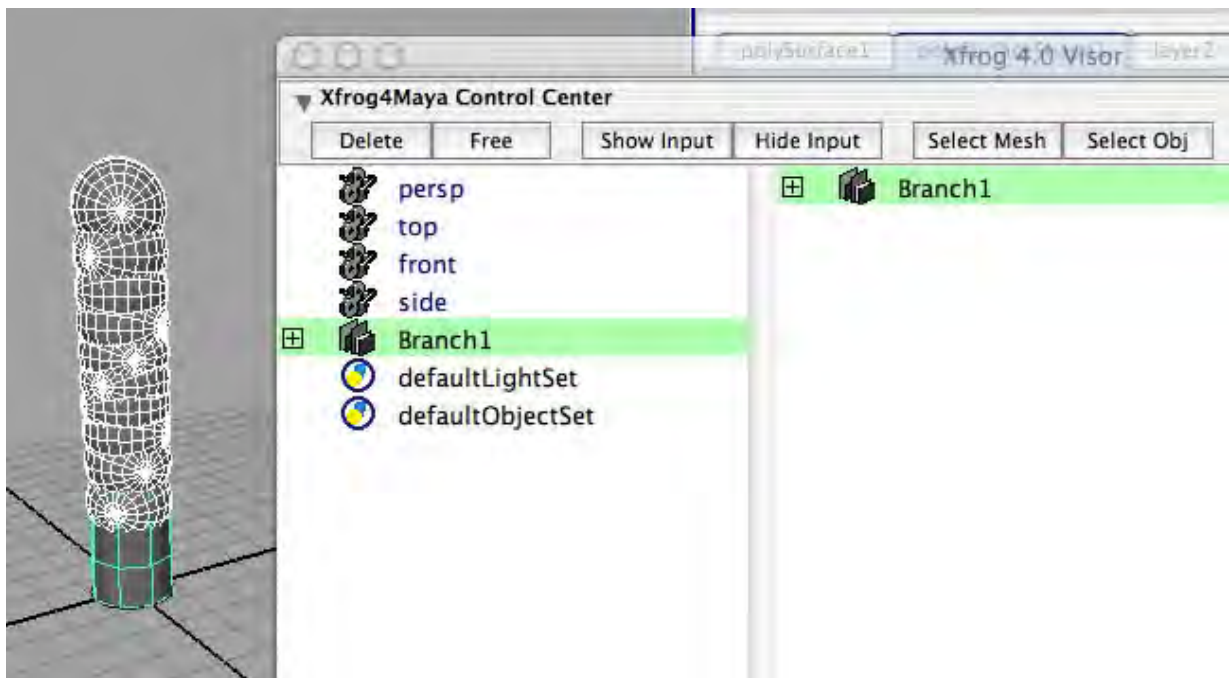 polySurface1
Xfrog 4.0 Visor
layer2
Xfrog4Maya Control Center
Delete Free Show Input Hide Input Select Mesh Select Obj
persp
top
front
side
Branch1
defaultLightSet
defaultObjectSet
Branch1